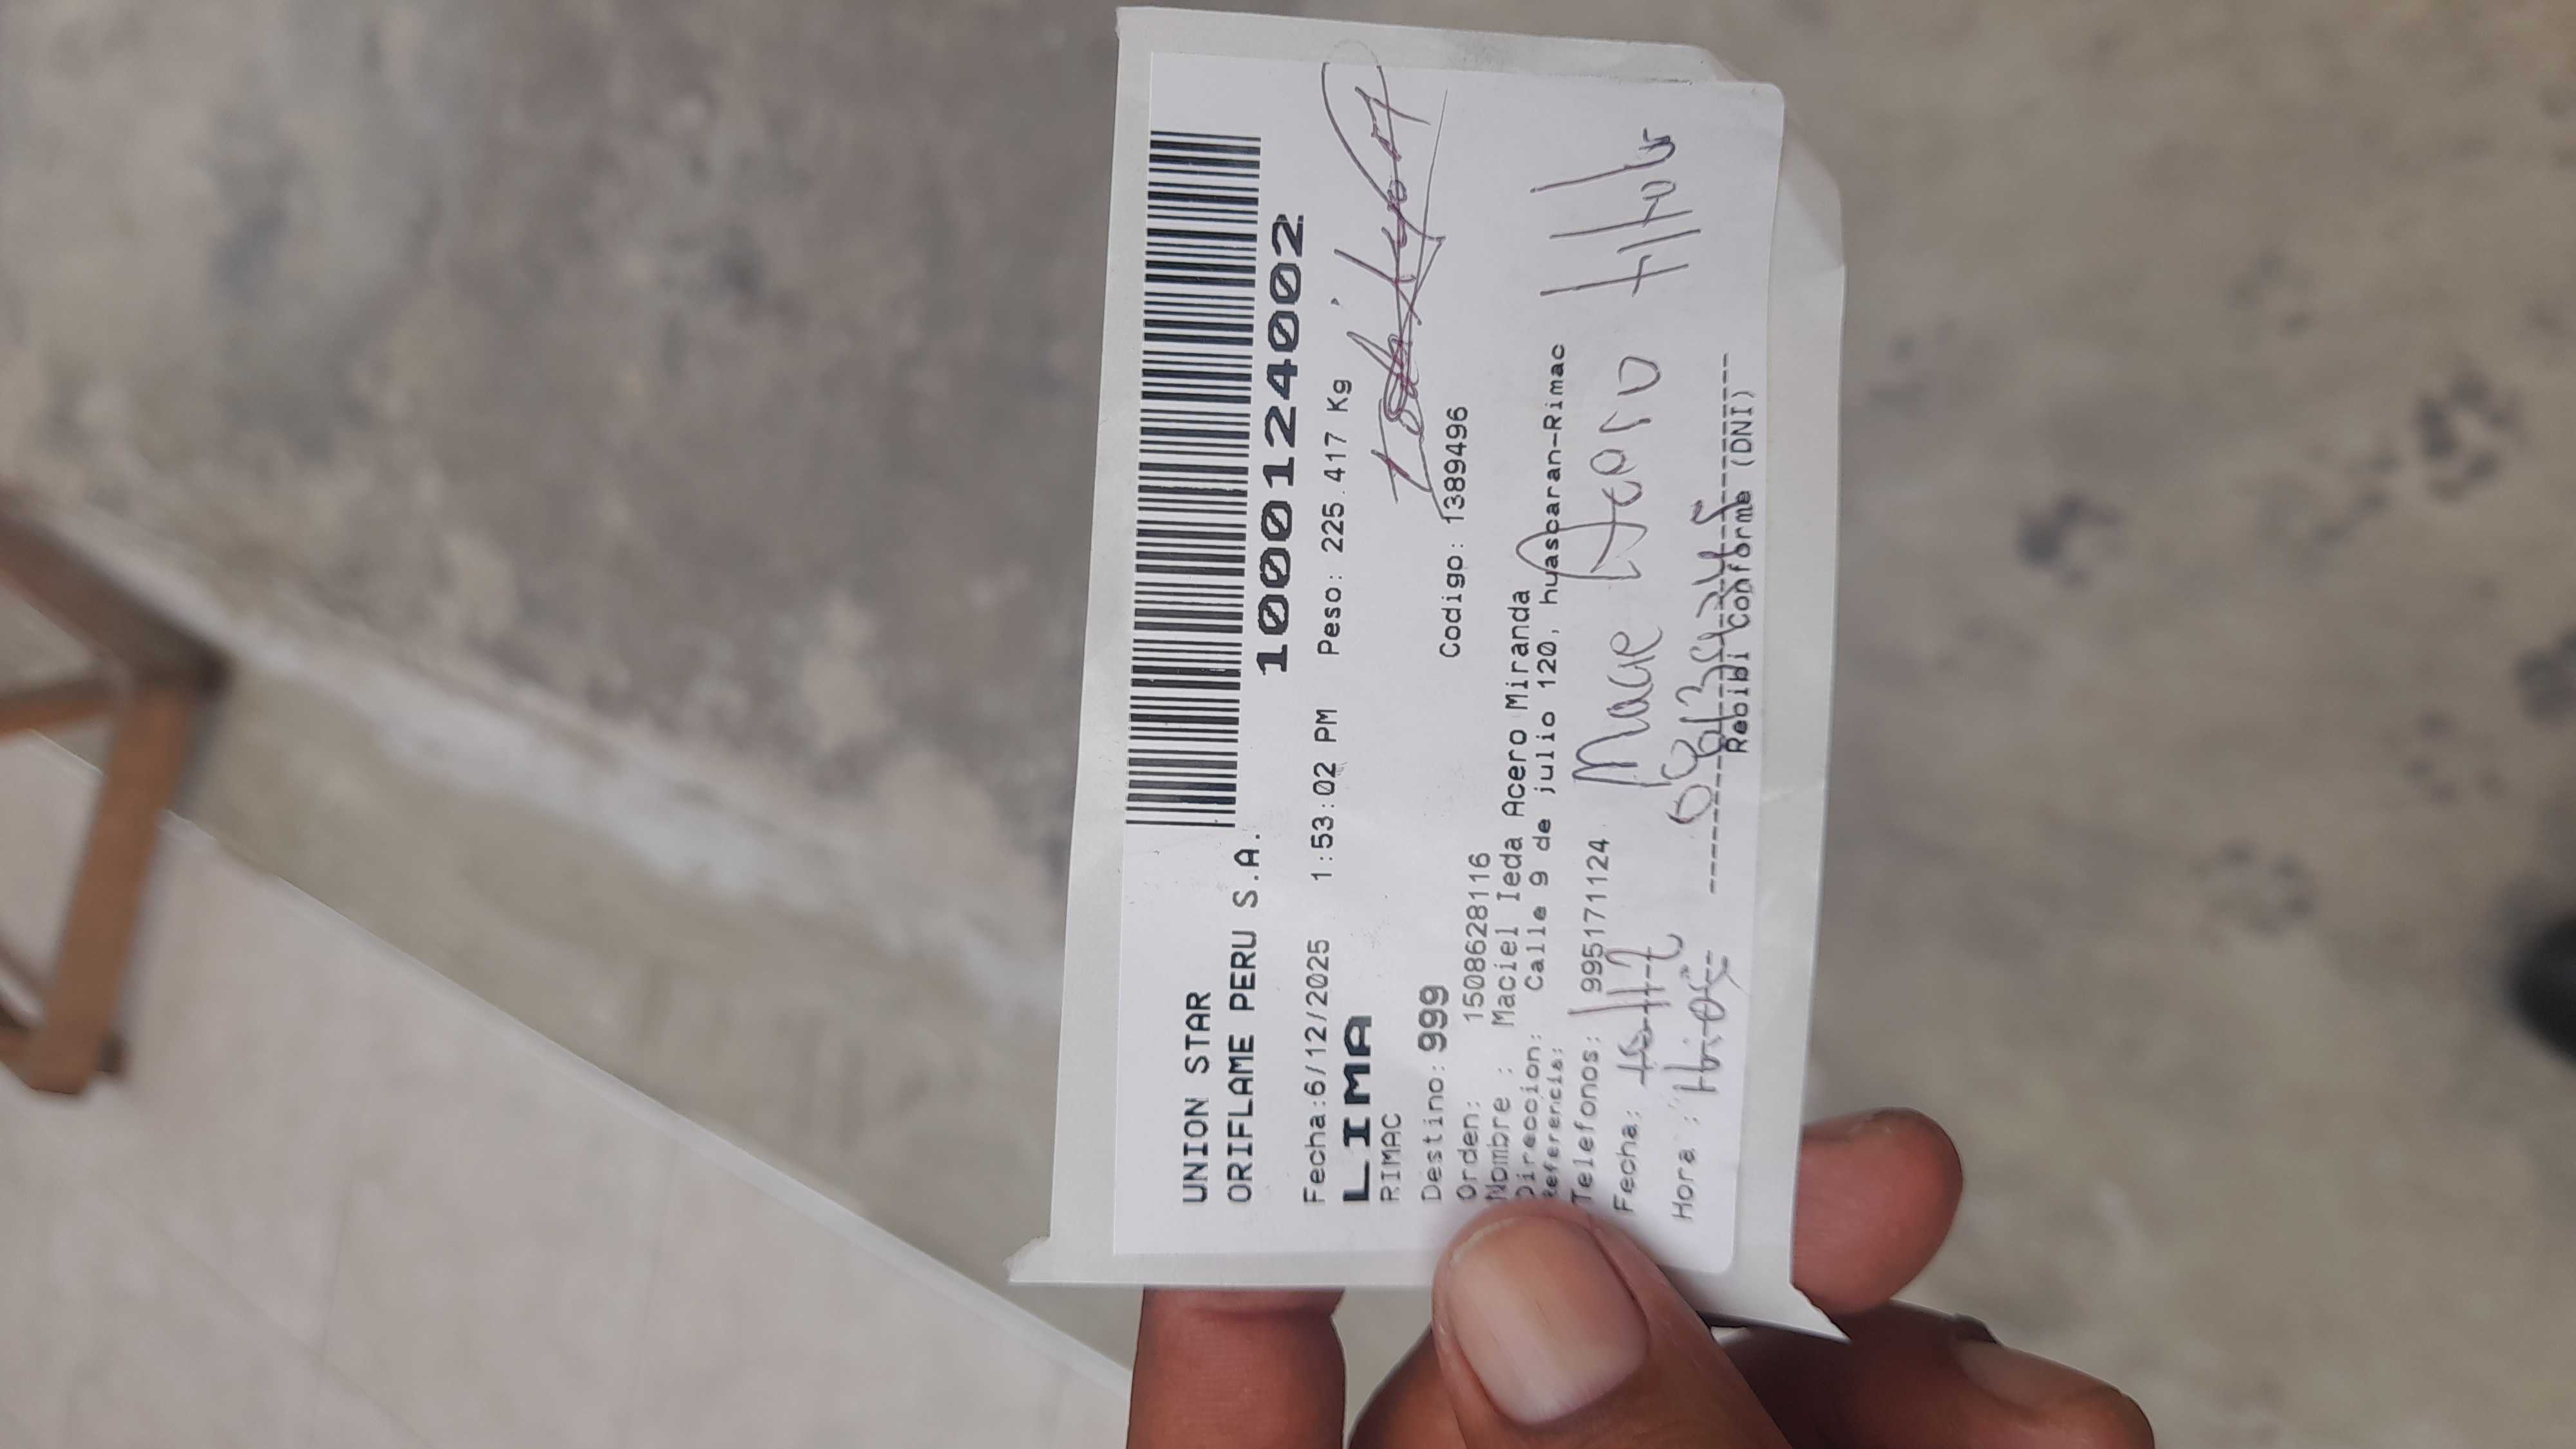 UNION STAR
ORIFLAME PERU S.A.
10001124002
Fecha:6/12/2025 1:53:02 PM Peso: 225.417 Kg
LIMA
RIMAC
Destino: 999 Codigo: 1389496
Orden: 15086628116
Nombre : Maciel Ieda Acero Miranda
Direccion: Calle 9 de julio 120, huascaran-Rimac
Referencia:
Telefonos: 995171124
Fecha:
Hora :
Recibi Conforme (DNI)